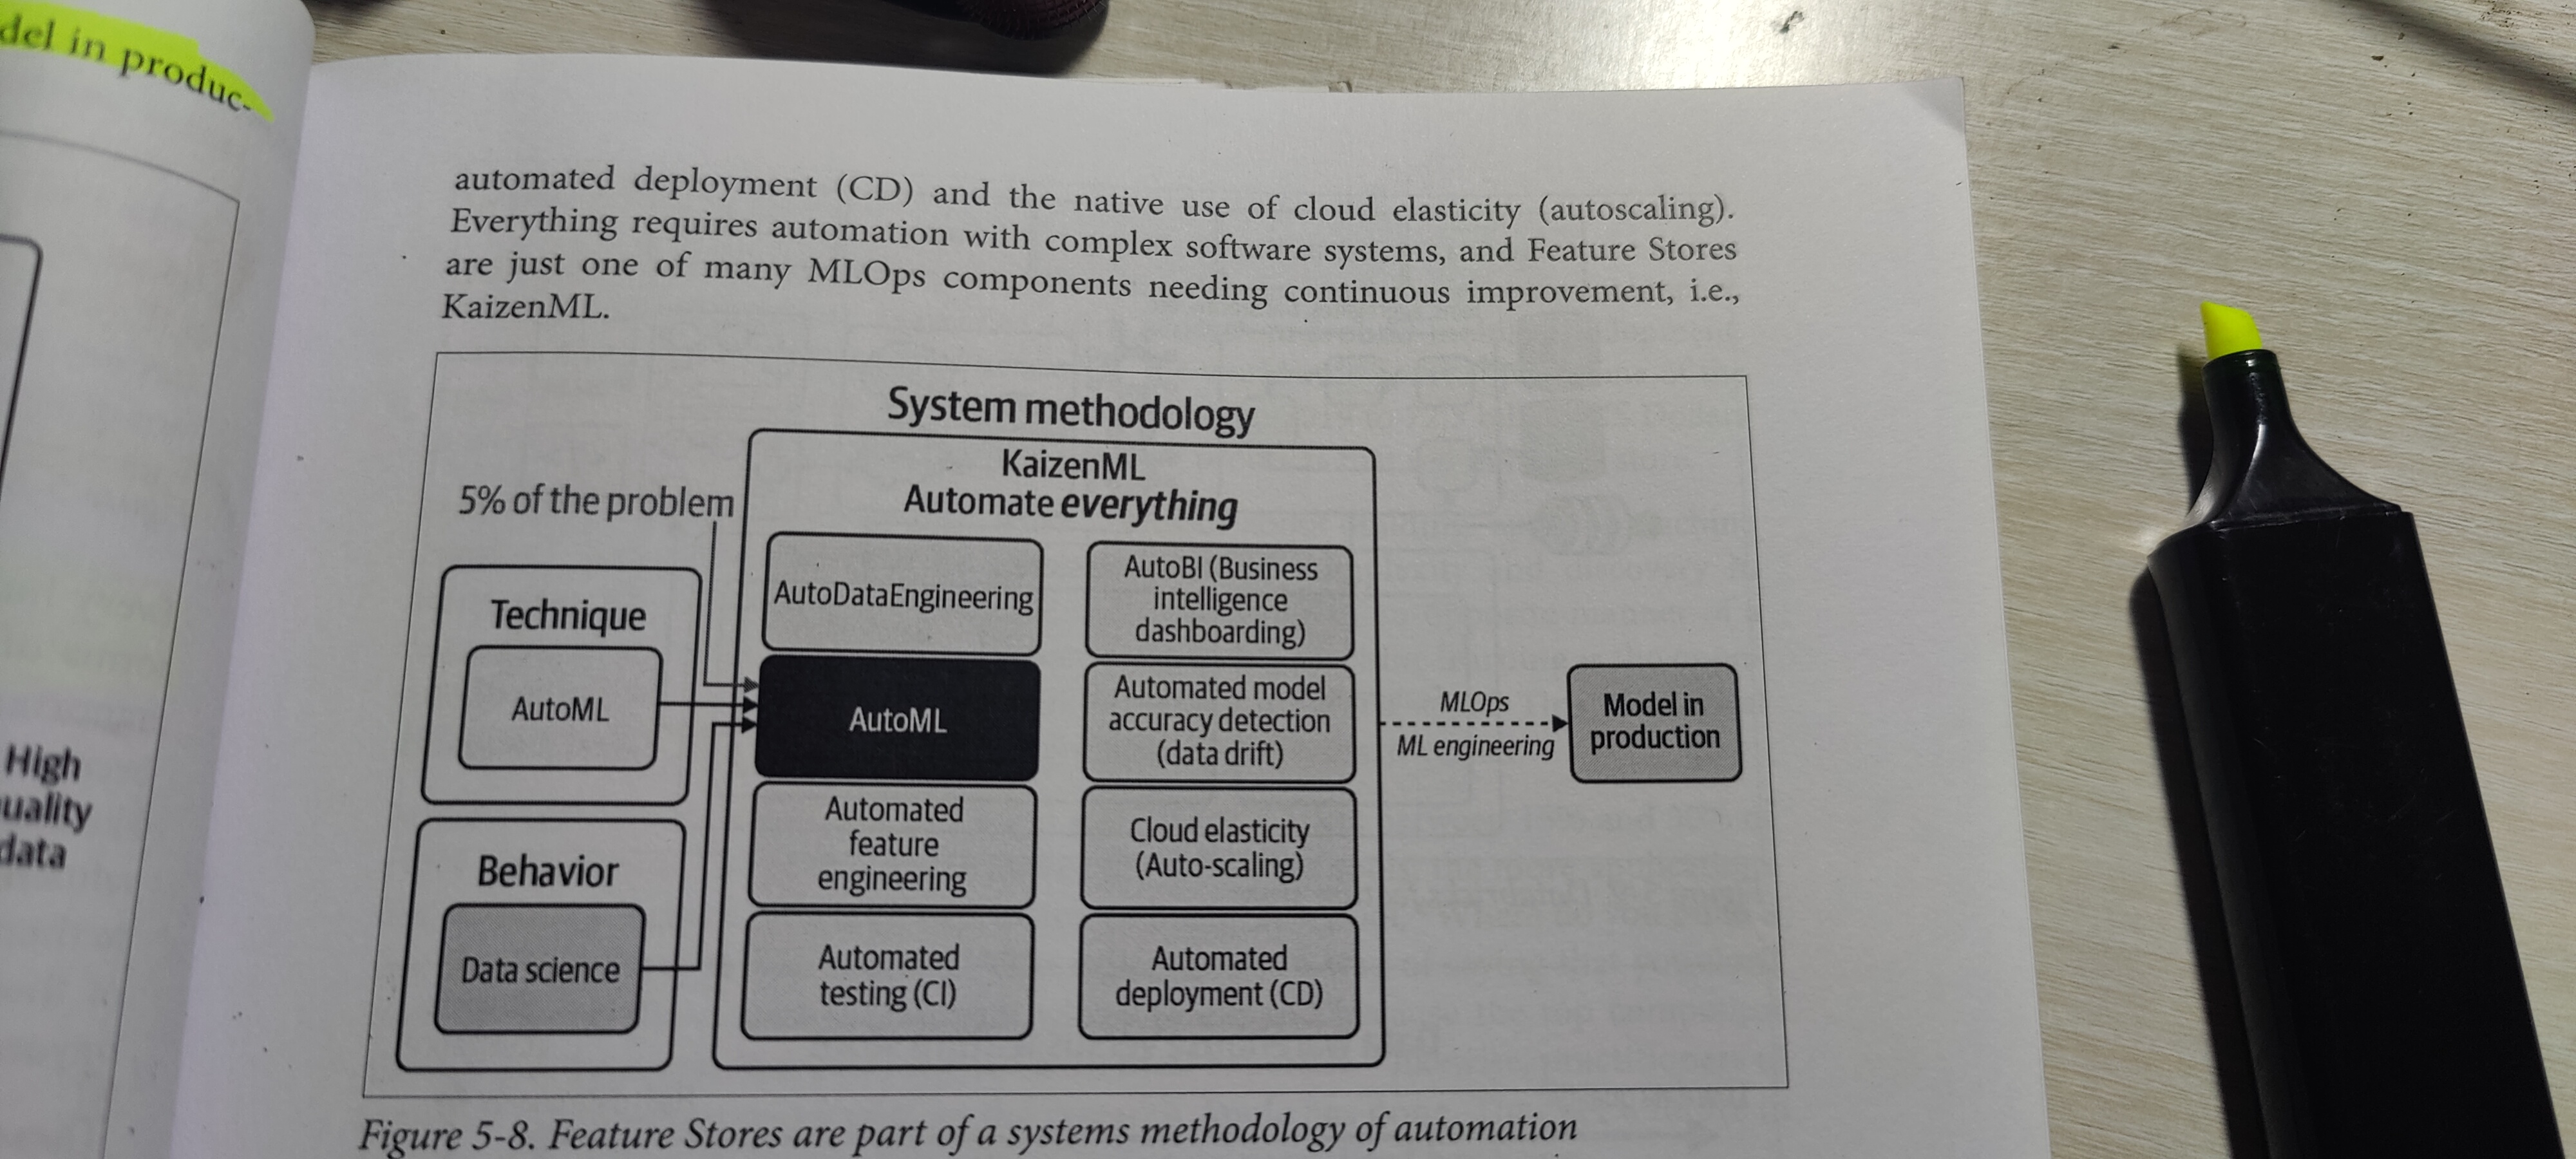 del in produc-
High
uality
data
automated deployment (CD) and the native use of cloud elasticity (autoscaling).
Everything requires automation with complex software systems, and Feature Stores
are just one of many MLOps components needing continuous improvement, i.e.,
KaizenML.
System methodology
KaizenML
Automate everything
5% of the problem
Technique
AutoML
Behavior
Data science
AutoDataEngineering
AutoML
Automated
feature
engineering
Automated
testing (CI)
AutoBI (Business
intelligence
dashboarding)
Automated model
accuracy detection
(data drift)
Cloud elasticity
(Auto-scaling)
Automated
deployment (CD)
MLOps
ML engineering
Model in
production
Figure 5-8. Feature Stores are part of a systems methodology of automation